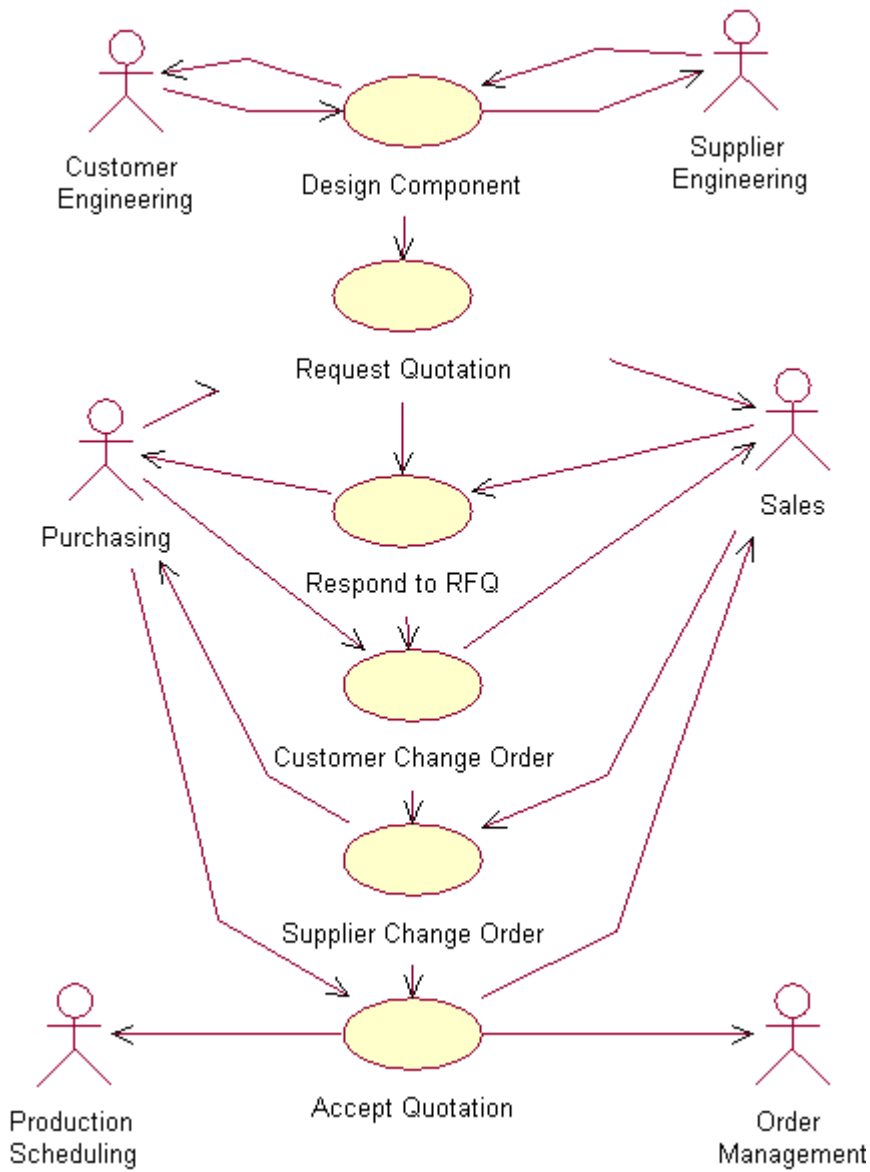 Customer
Engineering
Supplier
Engineering
Design Component
Request Quotation
Purchasing
Sales
Respond to RFQ
Customer Change Order
Supplier Change Order
Accept Quotation
Production
Scheduling
Order
Management